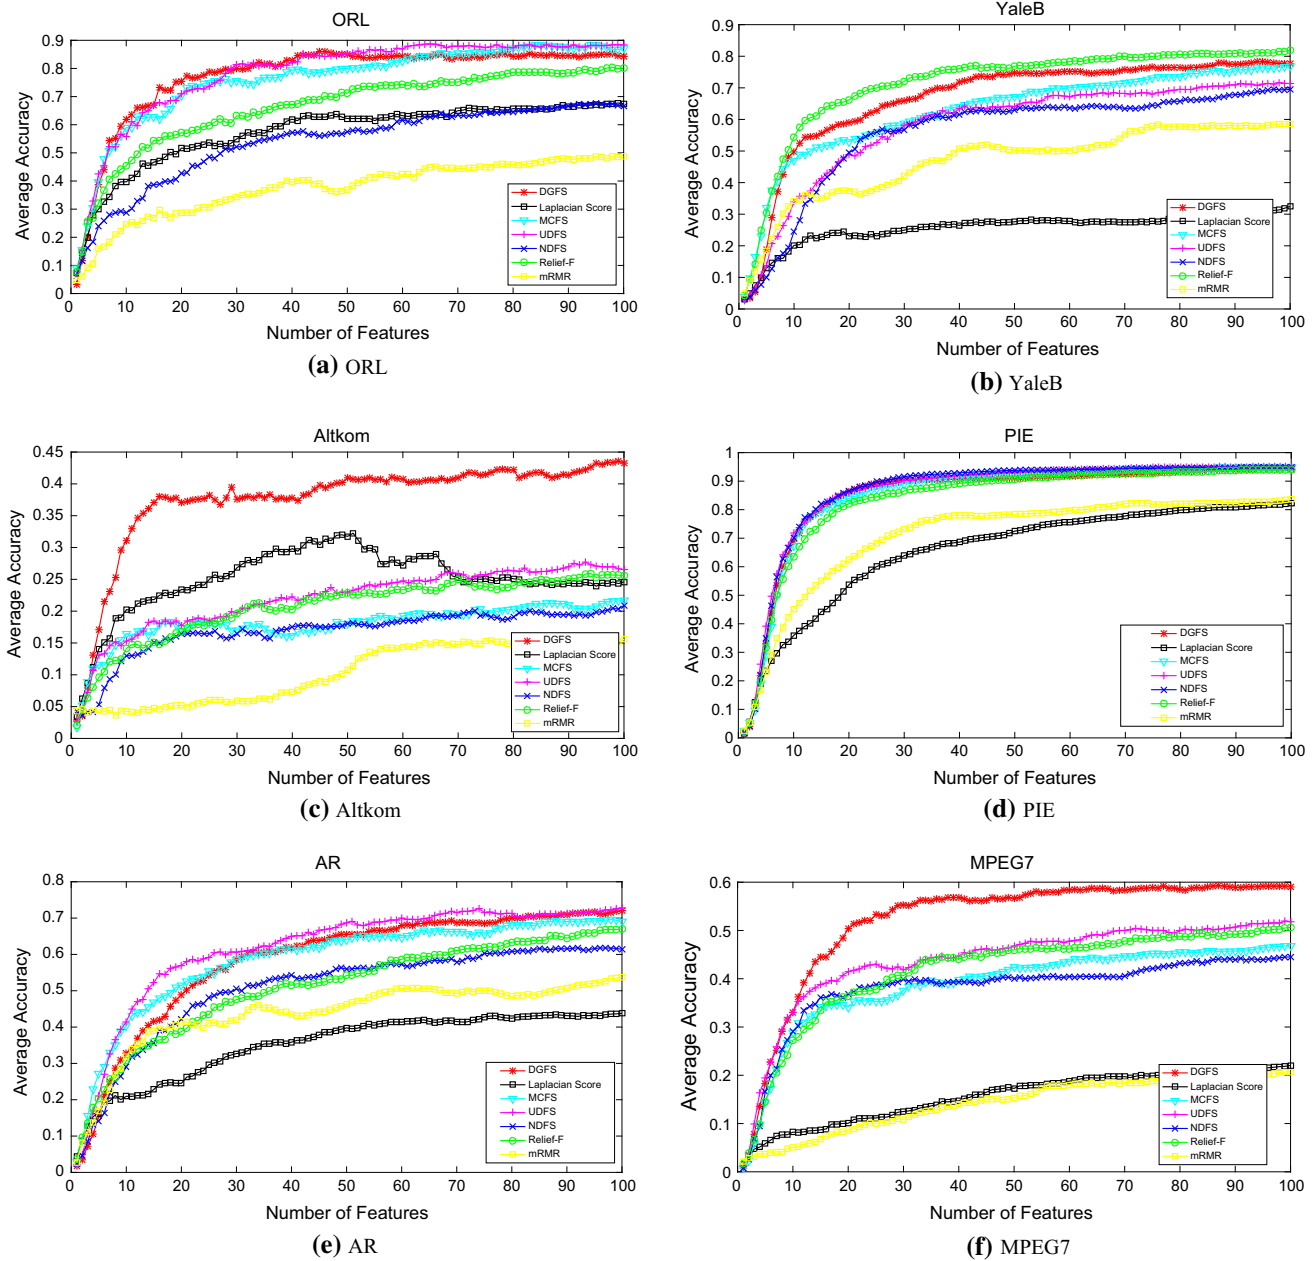 ORL
Average Accuracy
0.9
0.8
0.7
0.6
0.5
0.4
0.3
0.2
0.1
0
DGFS
Laplacian Score
MCFS
UDFS
NDFS
Relief-F
mRMR
0 10 20 30 40 50 60 70 80 90 100
Number of Features
(a) ORL
YaleB
Average Accuracy
0.9
0.8
0.7
0.6
0.5
0.4
0.3
0.2
0.1
0
DGFS
Laplacian Score
MCFS
UDFS
NDFS
Relief-F
mRMR
0 10 20 30 40 50 60 70 80 90 100
Number of Features
(b) YaleB
Altkom
Average Accuracy
0.45
0.4
0.35
0.3
0.25
0.2
0.15
0.1
0.05
0
DGFS
Laplacian Score
MCFS
UDFS
NDFS
Relief-F
mRMR
0 10 20 30 40 50 60 70 80 90 100
Number of Features
(c) Altkom
PIE
Average Accuracy
1
0.9
0.8
0.7
0.6
0.5
0.4
0.3
0.2
0.1
0
DGFS
Laplacian Score
MCFS
UDFS
NDFS
Relief-F
mRMR
0 10 20 30 40 50 60 70 80 90 100
Number of Features
(d) PIE
AR
Average Accuracy
0.8
0.7
0.6
0.5
0.4
0.3
0.2
0.1
0
DGFS
Laplacian Score
MCFS
UDFS
NDFS
Relief-F
mRMR
0 10 20 30 40 50 60 70 80 90 100
Number of Features
(e) AR
MPEG7
Average Accuracy
0.6
0.5
0.4
0.3
0.2
0.1
0
DGFS
Laplacian Score
MCFS
UDFS
NDFS
Relief-F
mRMR
0 10 20 30 40 50 60 70 80 90 100
Number of Features
(f) MPEG7